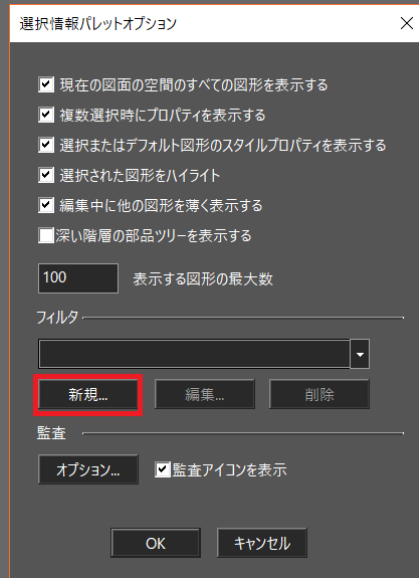 選択情報パレットオプション
現在の図面の空間のすべての図形を表示する
複数選択時にプロパティを表示する
選択またはデフォルト図形のスタイルプロパティを表示する
選択された図形をハイライト
編集中に他の図形を薄く表示する
深い階層の部品ツリーを表示する
100 表示する図形の最大数
フィルタ
新規... 編集... 削除
監査
オプション... 監査アイコンを表示
OK キャンセル